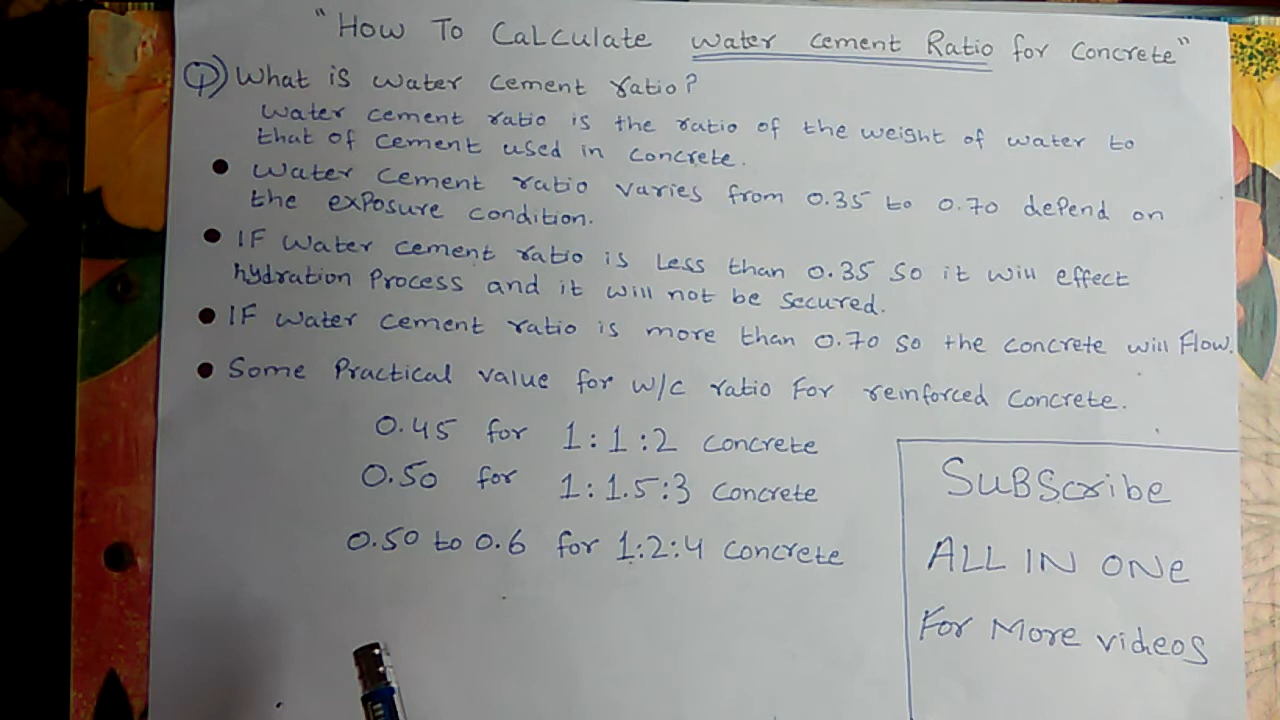 "How To Calculate water cement Ratio for Concrete"
Q) What is water cement ratio?
Water cement ratio is the ratio of the weight of water to
that of cement used in concrete.
• Water cement ratio varies from 0.35 to 0.70 depend on
the exposure condition.
• IF water cement ratio is Less than 0.35 so it will effect
hydration Process and it will not be secured.
• IF water cement ratio is more than 0.70 so the concrete will Flow.
• Some Practical value for w/c ratio For reinforced concrete.
0.45 for 1:1:2 concrete
0.50 for 1:1.5:3 concrete
0.50 to 0.6 for 1:2:4 concrete
SUBScribe
ALL IN ONe
For More videos